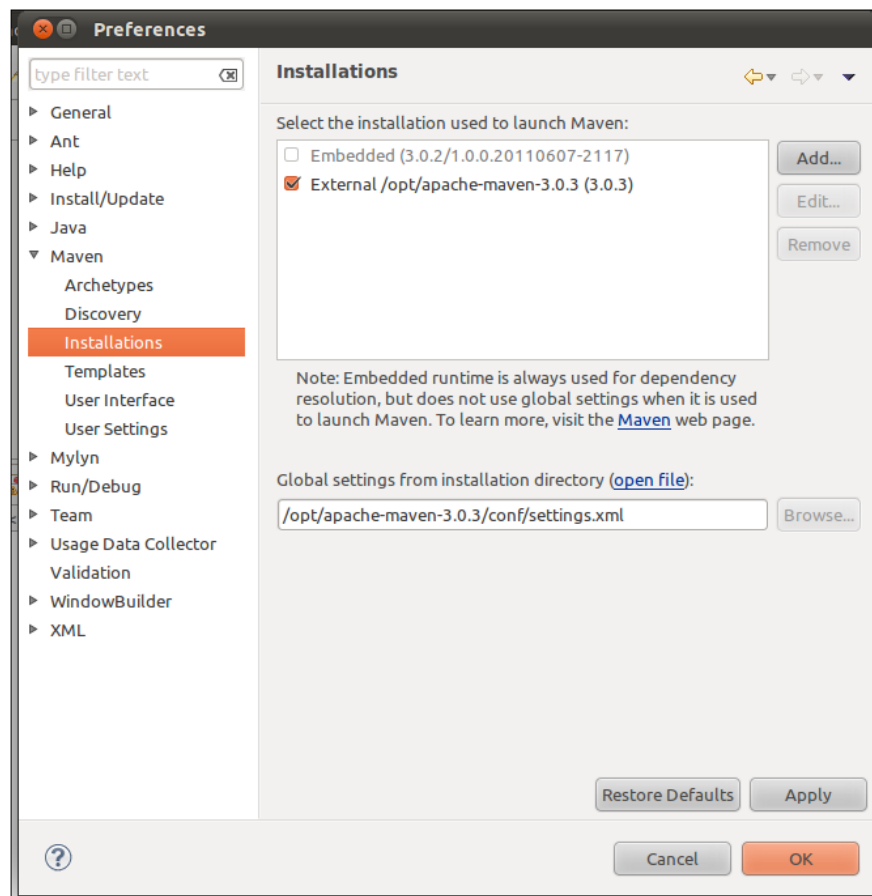 Preferences
type filter text
General
Ant
Help
Install/Update
Java
Maven
Archetypes
Discovery
Installations
Templates
User Interface
User Settings
Mylyn
Run/Debug
Team
Usage Data Collector
Validation
WindowBuilder
XML
Installations
Select the installation used to launch Maven:
Embedded (3.0.2/1.0.0.20110607-2117)
External /opt/apache-maven-3.0.3 (3.0.3)
Add...
Edit...
Remove
Note: Embedded runtime is always used for dependency
resolution, but does not use global settings when it is used
to launch Maven. To learn more, visit the Maven web page.
Global settings from installation directory (open file):
/opt/apache-maven-3.0.3/conf/settings.xml
Browse...
Restore Defaults
Apply
?
Cancel
OK